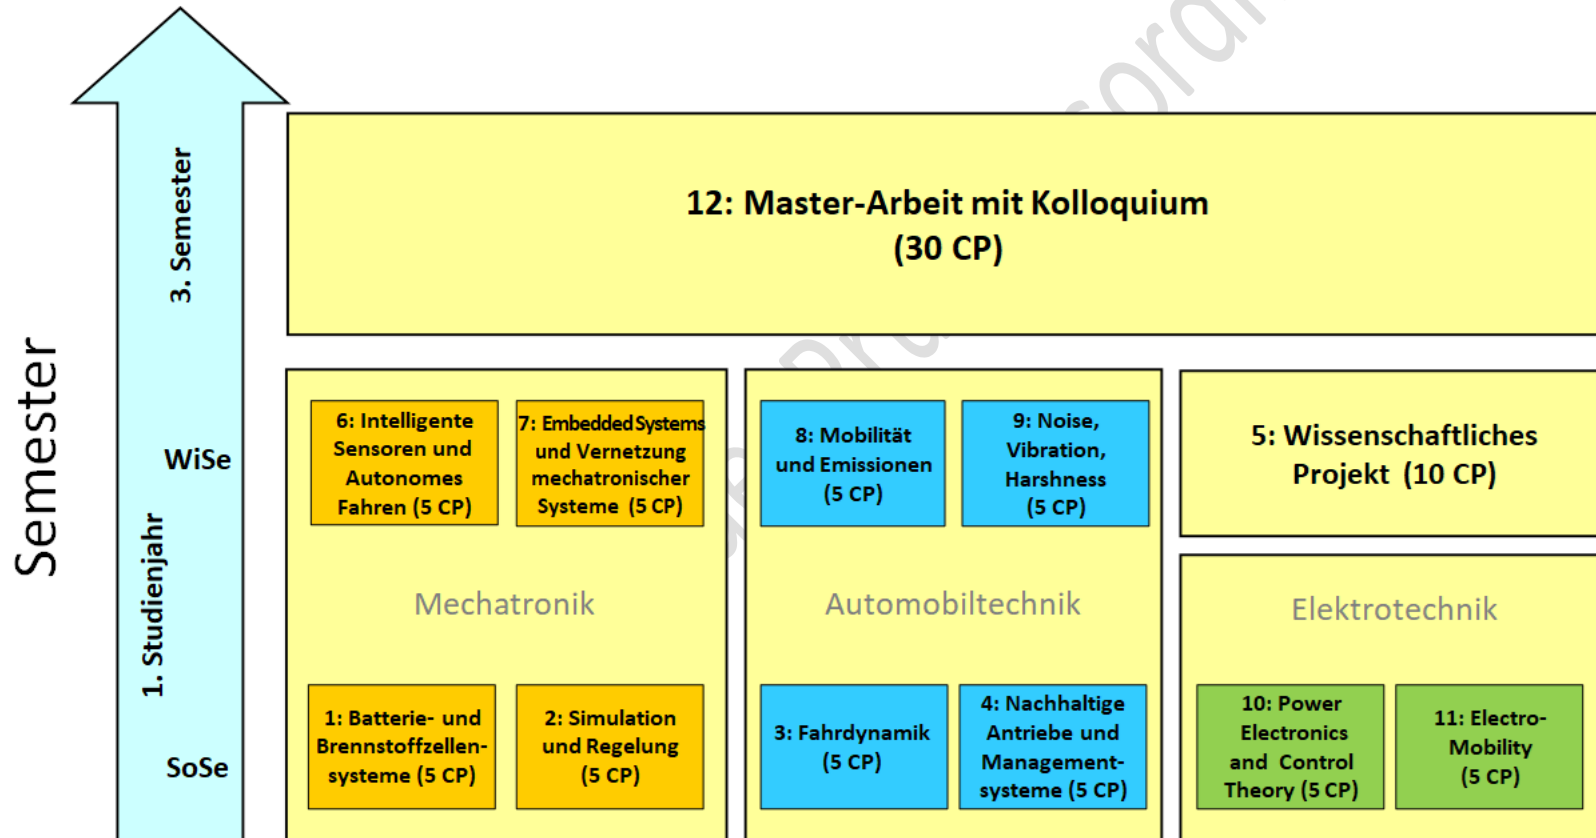 Semester
3. Semester
WiSe
1. Studienjahr
SoSe
12: Master-Arbeit mit Kolloquium
(30 CP)
6: Intelligente
Sensoren und
Autonomes
Fahren (5 CP)
7: Embedded Systems
und Vernetzung
mechatronischer
Systeme (5 CP)
8: Mobilität
und Emissionen
(5 CP)
9: Noise,
Vibration,
Harshness
(5 CP)
5: Wissenschaftliches
Projekt (10 CP)
Mechatronik
Automobiltechnik
Elektrotechnik
1: Batterie- und
Brennstoffzellen-
systeme (5 CP)
2: Simulation
und Regelung
(5 CP)
3: Fahrdynamik
(5 CP)
4: Nachhaltige
Antriebe und
Management-
systeme (5 CP)
10: Power
Electronics
and Control
Theory (5 CP)
11: Electro-
Mobility
(5 CP)